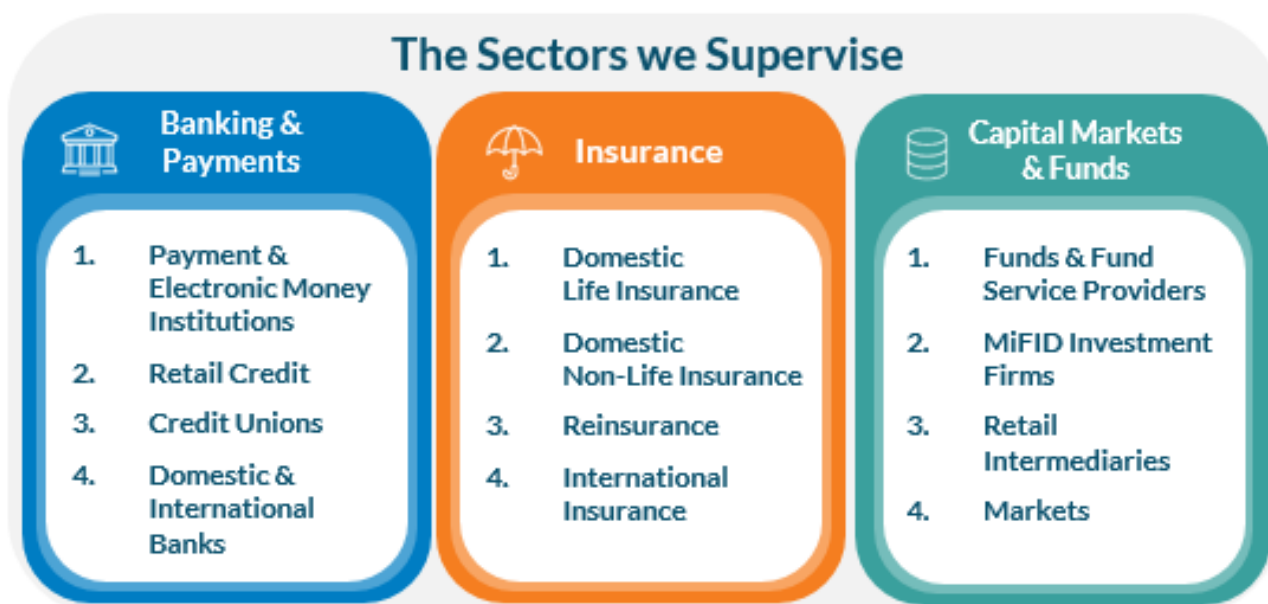 The Sectors we Supervise
Banking &
Payments
1. Payment &
Electronic Money
Institutions
2. Retail Credit
3. Credit Unions
4. Domestic &
International
Banks
Insurance
1. Domestic
Life Insurance
2. Domestic
Non-Life Insurance
3. Reinsurance
4. International
Insurance
Capital Markets
& Funds
1. Funds & Fund
Service Providers
2. MiFID Investment
Firms
3. Retail
Intermediaries
4. Markets